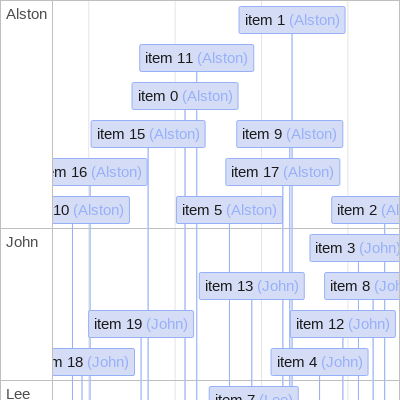 Alston
item 1 (Alston)
item 11 (Alston)
item 0 (Alston)
item 15 (Alston) item 9 (Alston)
16 (Alston) item 17 (Alston)
10 (Alston) item 5 (Alston) item 2 (Al
John
item 3 (John)
item 13 (John) item 8 (Joh
item 19 (John) item 12 (John)
18 (John) item 4 (John)
Lee
item 7 (Lee)